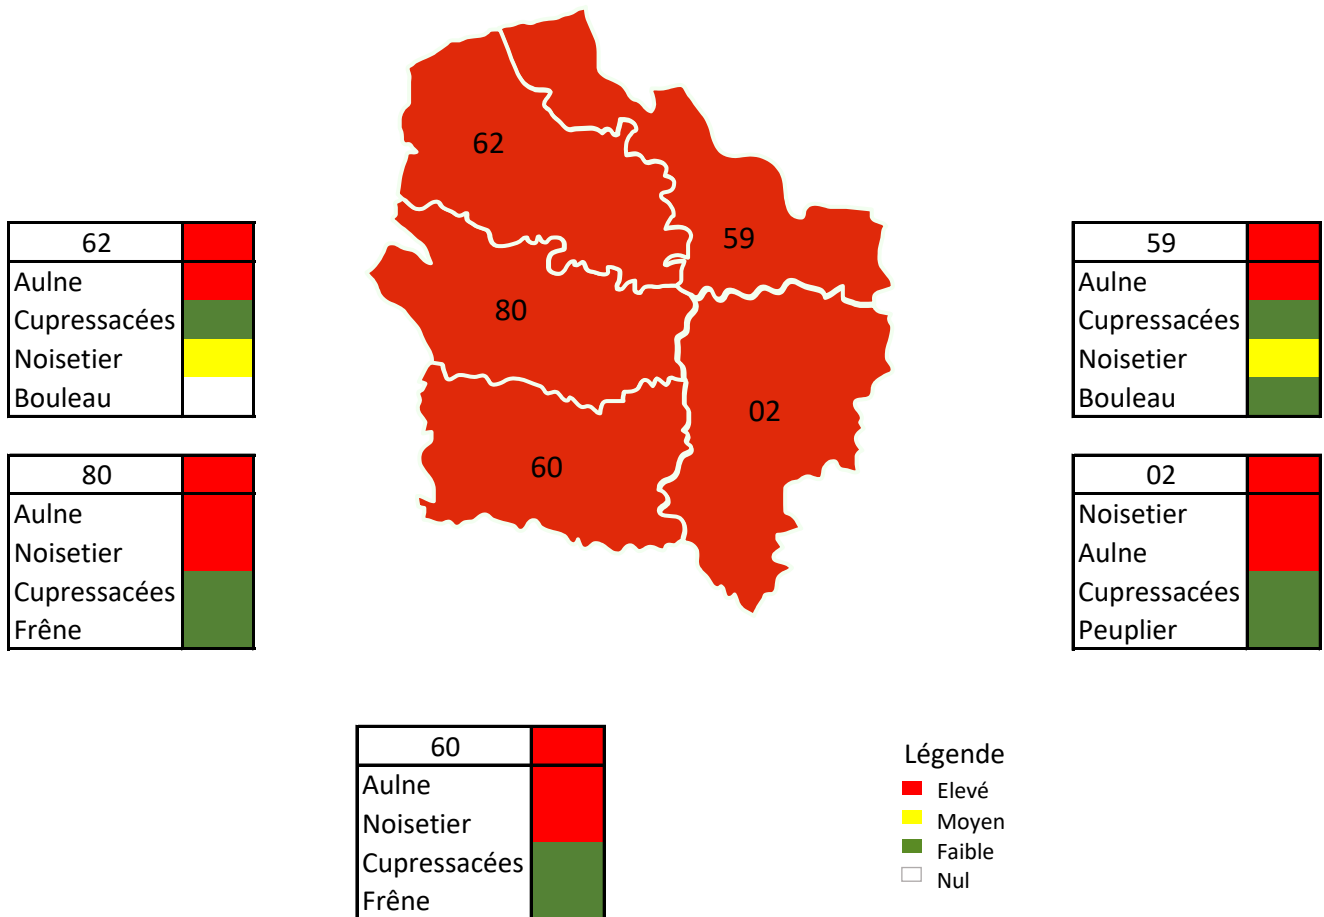 62
59
80
02
60
62
Aulne
Cupressacées
Noisetier
Bouleau
59
Aulne
Cupressacées
Noisetier
Bouleau
80
Aulne
Noisetier
Cupressacées
Frêne
02
Noisetier
Aulne
Cupressacées
Peuplier
60
Aulne
Noisetier
Cupressacées
Frêne
Légende
Elevé
Moyen
Faible
Nul